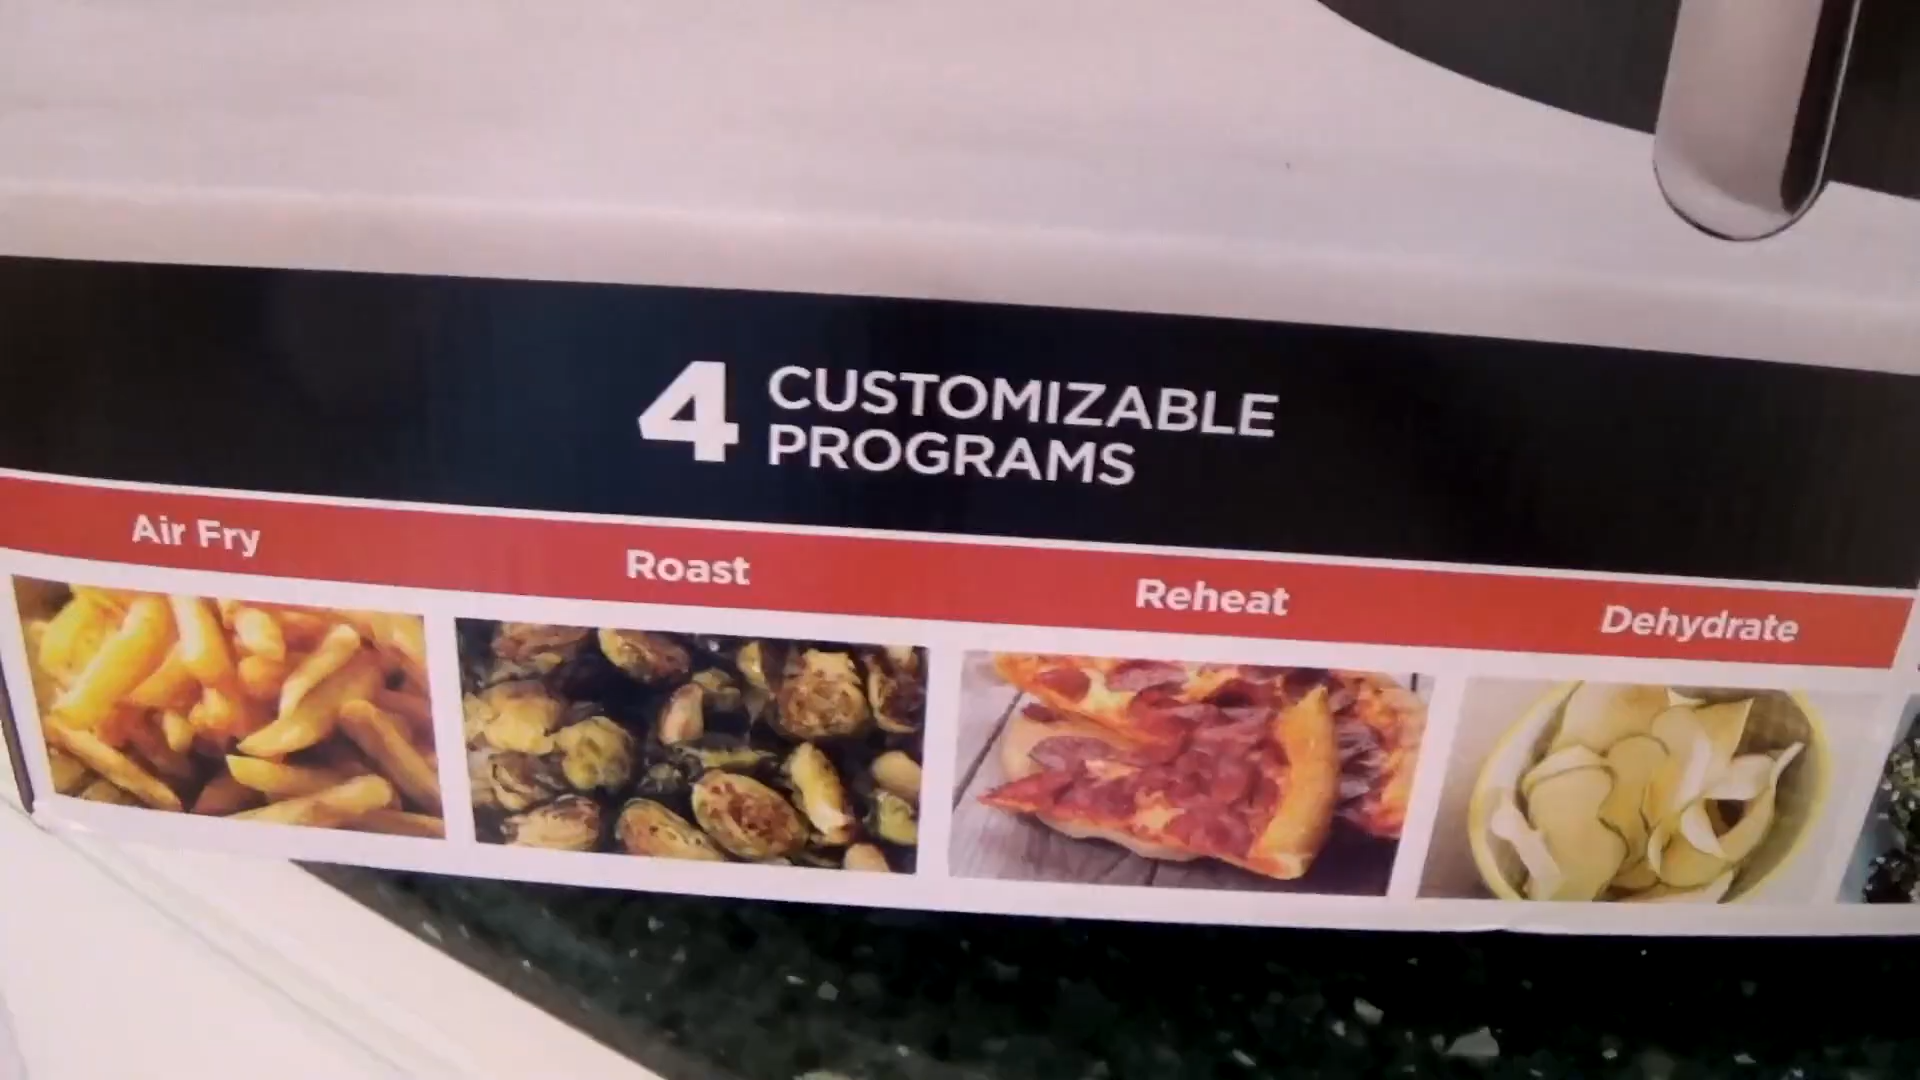 4 CUSTOMIZABLE
PROGRAMS
Air Fry
Roast
Reheat
Dehydrate